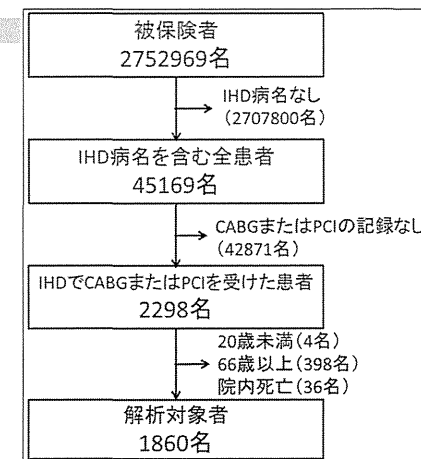 被保険者
2752969名
IHD病名なし
(2707800名)
IHD病名を含む全患者
45169名
CABGまたはPCIの記録なし
(42871名)
IHDでCABGまたはPCIを受けた患者
2298名
20歳未満(4名)
66歳以上(398名)
院内死亡(36名)
解析対象者
1860名